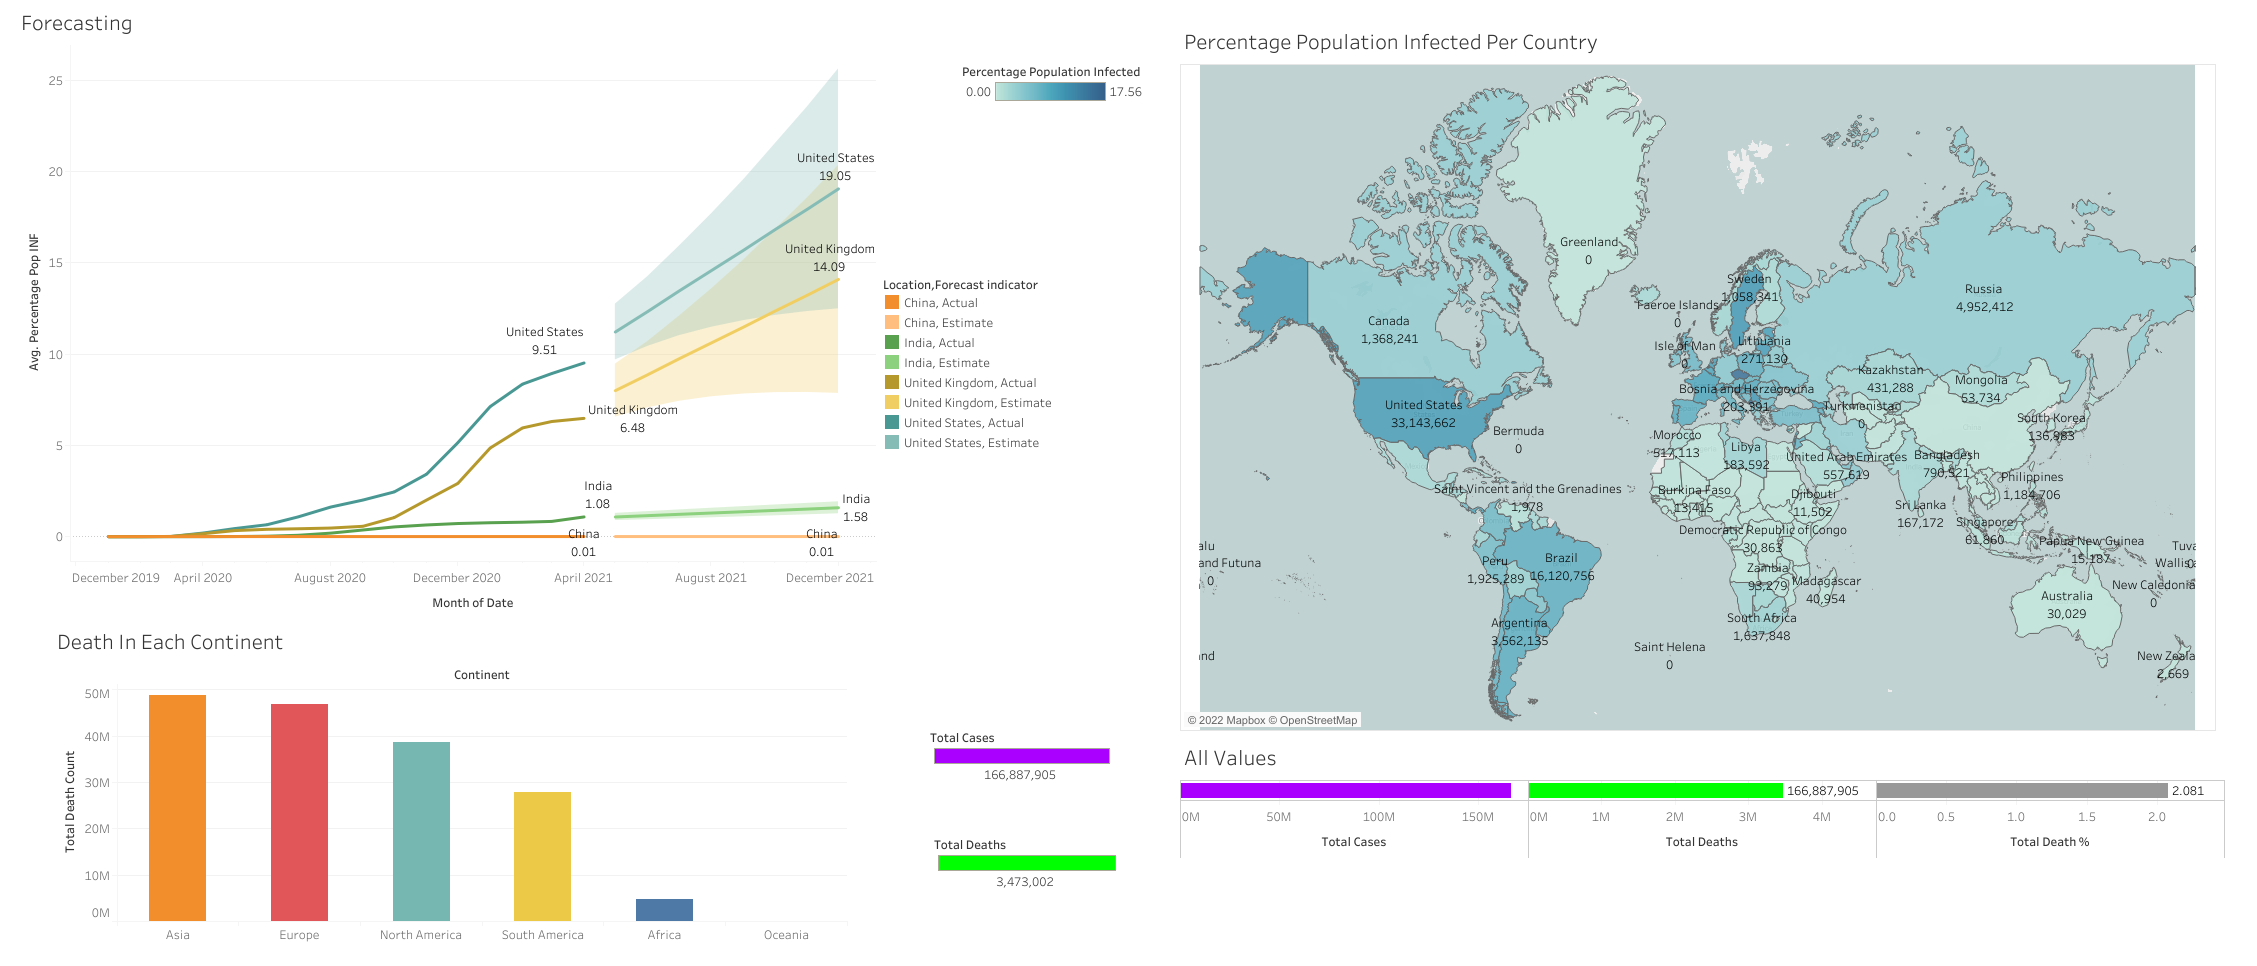 Forecasting
25
20
15
10
5
0
Avg. Percentage Pop INF
United States
19.05
United Kingdom
14.09
United States
9.51
United Kingdom
6.48
India
1.08
India
1.58
China
0.01
China
0.01
December 2019
April 2020
August 2020
December 2020
April 2021
August 2021
December 2021
Month of Date
Percentage Population Infected
0.00
17.56
Location,Forecast indicator
China, Actual
China, Estimate
India, Actual
India, Estimate
United Kingdom, Actual
United Kingdom, Estimate
United States, Actual
United States, Estimate
Death In Each Continent
Continent
50M
40M
30M
20M
10M
0M
Total Death Count
Asia
Europe
North America
South America
Africa
Oceania
Total Cases
166,887,905
Total Deaths
3,473,002
Percentage Population Infected Per Country
Greenland
0
Sweden
1,058,341
Russia
4,952,412
Faeroe Islands
0
Canada
1,368,241
Isle of Man
0
Lithuania
271,130
Kazakhstan
431,288
Mongolia
53,734
Bosnia and Herzegovina
203,391
United States
33,143,662
Turkmenistan
0
South Korea
136,983
Bermuda
0
Morocco
517,113
Libya
183,592
United Arab Emirates
557,619
Bangladesh
790,521
Philippines
1,184,706
Saint Vincent and the Grenadines
1,978
Burkina Faso
13,415
Djibouti
11,502
Sri Lanka
167,172
Singapore
61,860
Democratic Republic of Congo
30,863
Papua New Guinea
15,187
alu
and Futuna
0
Tuva
Wallis a
0
Brazil
16,120,756
Peru
1,925,289
Zambia
93,279
Madagascar
40,954
New Caledonia
0
Australia
30,029
Argentina
3,562,135
South Africa
1,637,848
Saint Helena
0
and
New Zeala
2,669
© 2022 Mapbox © OpenStreetMap
All Values
166,887,905
2.081
0M
50M
100M
150M
0M
1M
2M
3M
4M
0.0
0.5
1.0
1.5
2.0
Total Cases
Total Deaths
Total Death %